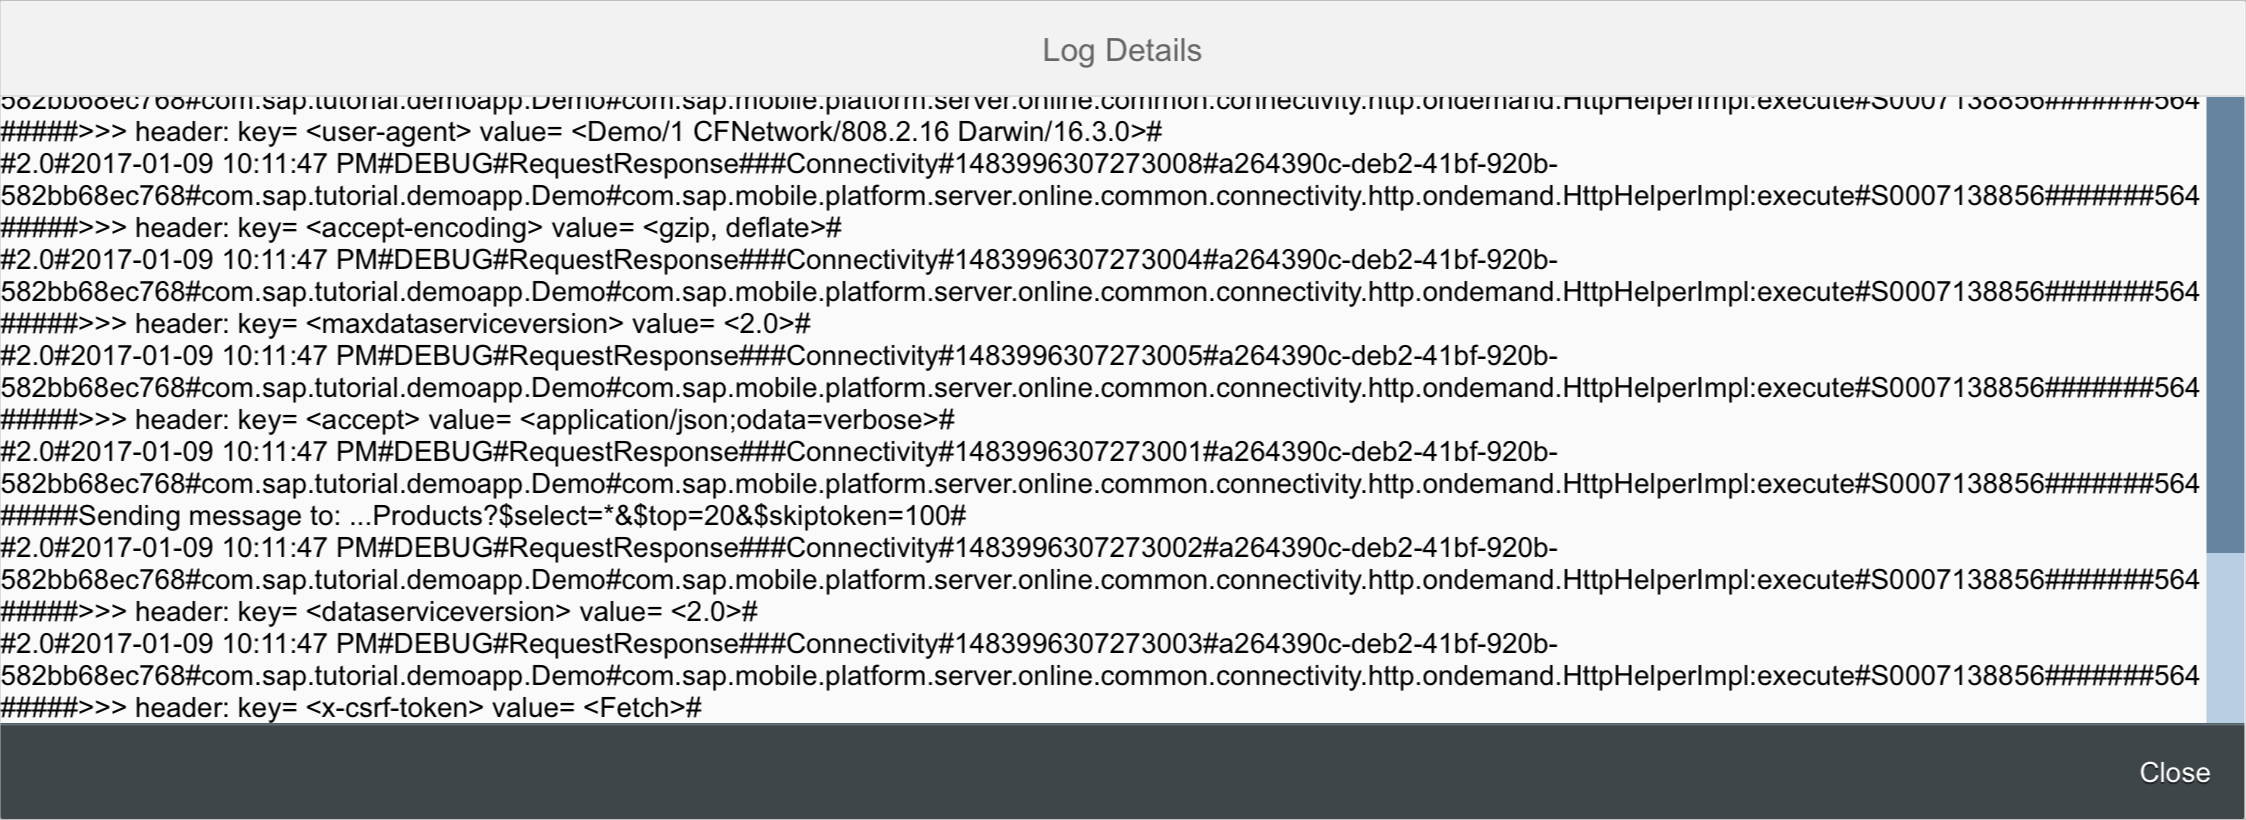 Log Details
582bb68ec768#com.sap.tutorial.demoapp.Demo#com.sap.mobile.platform.server.online.common.connectivity.http.ondemand.HttpHelperImpl:execute#S0007138856#######564
#####>>> header: key= <user-agent> value= <Demo/1 CFNetwork/808.2.16 Darwin/16.3.0>#
#2.0#2017-01-09 10:11:47 PM#DEBUG#RequestResponse###Connectivity#1483996307273008#a264390c-deb2-41bf-920b-
582bb68ec768#com.sap.tutorial.demoapp.Demo#com.sap.mobile.platform.server.online.common.connectivity.http.ondemand.HttpHelperImpl:execute#S0007138856#######564
#####>>> header: key= <accept-encoding> value= <gzip, deflate>#
#2.0#2017-01-09 10:11:47 PM#DEBUG#RequestResponse###Connectivity#1483996307273004#a264390c-deb2-41bf-920b-
582bb68ec768#com.sap.tutorial.demoapp.Demo#com.sap.mobile.platform.server.online.common.connectivity.http.ondemand.HttpHelperImpl:execute#S0007138856#######564
#####>>> header: key= <maxdataserviceversion> value= <2.0>#
#2.0#2017-01-09 10:11:47 PM#DEBUG#RequestResponse###Connectivity#1483996307273005#a264390c-deb2-41bf-920b-
582bb68ec768#com.sap.tutorial.demoapp.Demo#com.sap.mobile.platform.server.online.common.connectivity.http.ondemand.HttpHelperImpl:execute#S0007138856#######564
#####>>> header: key= <accept> value= <application/json;odata=verbose>#
#2.0#2017-01-09 10:11:47 PM#DEBUG#RequestResponse###Connectivity#1483996307273001#a264390c-deb2-41bf-920b-
582bb68ec768#com.sap.tutorial.demoapp.Demo#com.sap.mobile.platform.server.online.common.connectivity.http.ondemand.HttpHelperImpl:execute#S0007138856#######564
#####Sending message to: ...Products?$select=*&$top=20&$skiptoken=100#
#2.0#2017-01-09 10:11:47 PM#DEBUG#RequestResponse###Connectivity#1483996307273002#a264390c-deb2-41bf-920b-
582bb68ec768#com.sap.tutorial.demoapp.Demo#com.sap.mobile.platform.server.online.common.connectivity.http.ondemand.HttpHelperImpl:execute#S0007138856#######564
#####>>> header: key= <dataserviceversion> value= <2.0>#
#2.0#2017-01-09 10:11:47 PM#DEBUG#RequestResponse###Connectivity#1483996307273003#a264390c-deb2-41bf-920b-
582bb68ec768#com.sap.tutorial.demoapp.Demo#com.sap.mobile.platform.server.online.common.connectivity.http.ondemand.HttpHelperImpl:execute#S0007138856#######564
#####>>> header: key= <x-csrf-token> value= <Fetch>#
Close